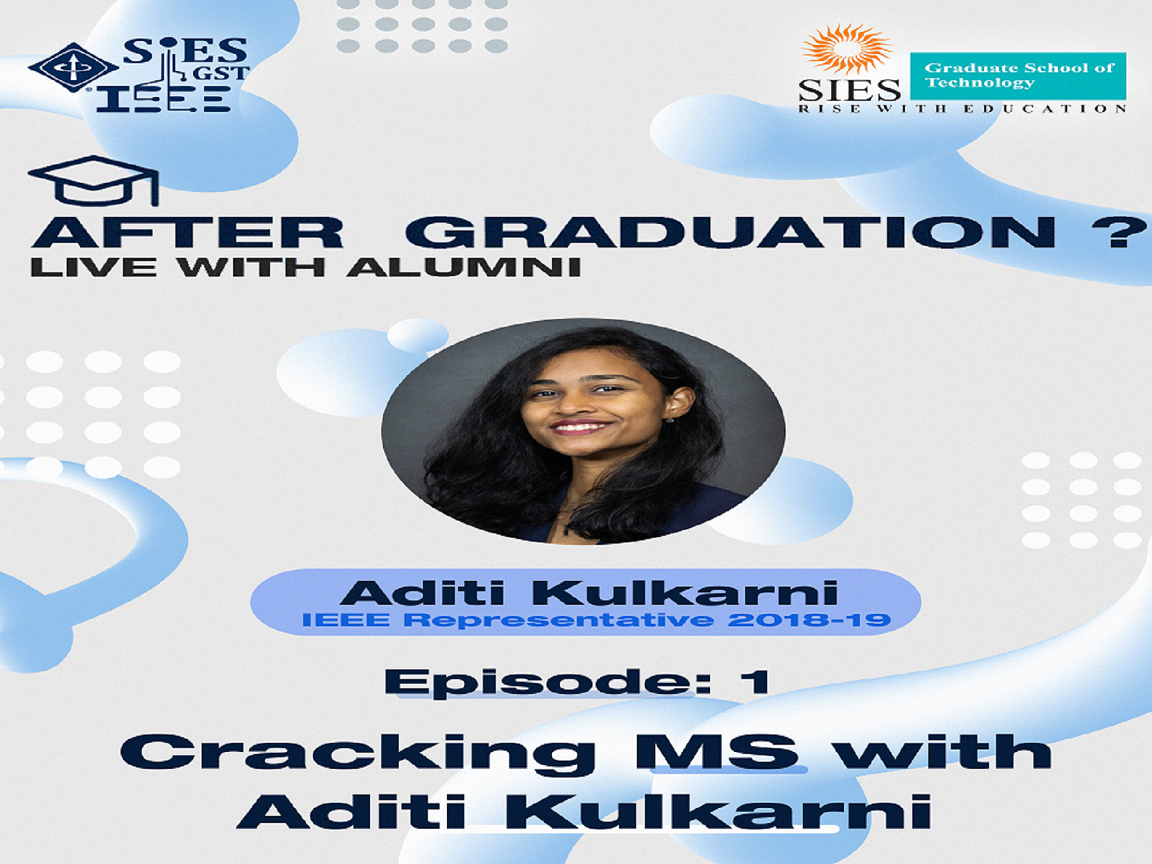 SIES
GST
IEEE
SIES
Graduate School of
Technology
RISE WITH EDUCATION
AFTER GRADUATION ?
LIVE WITH ALUMNI
Aditi Kulkarni
IEEE Representative 2018-19
Episode: 1
Cracking MS with
Aditi Kulkarni